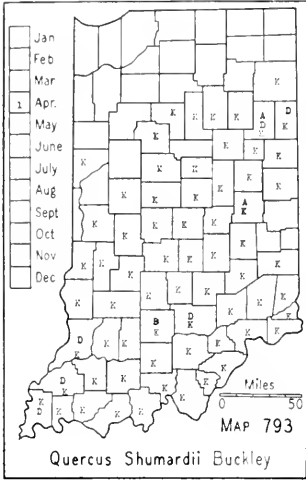 Jan
Feb
Mar
1 Apr.
May
June
July
Aug
Sept
Oct
Nov
Dec
K
K K K K A D K D K
K
K K K
K K K
K K K K A K
K K K K K K
K K K K K
K K K
K K B K D K K K K
D K K K K
D K K K K K K
K D K K K K
Miles
0 50
MAP 793
Quercus Shumardii Buckley